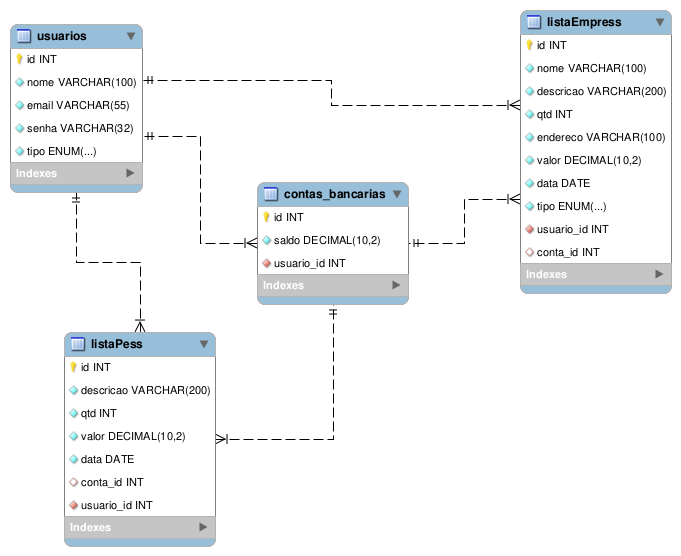 usuarios
id INT
nome VARCHAR(100)
email VARCHAR(55)
senha VARCHAR(32)
tipo ENUM(...)
Indexes
listaEmpress
id INT
nome VARCHAR(100)
descricao VARCHAR(200)
qtd INT
endereco VARCHAR(100)
valor DECIMAL(10,2)
data DATE
tipo ENUM(...)
usuario_id INT
conta_id INT
Indexes
contas_bancarias
id INT
saldo DECIMAL(10,2)
usuario_id INT
Indexes
listaPess
id INT
descricao VARCHAR(200)
qtd INT
valor DECIMAL(10,2)
data DATE
conta_id INT
usuario_id INT
Indexes